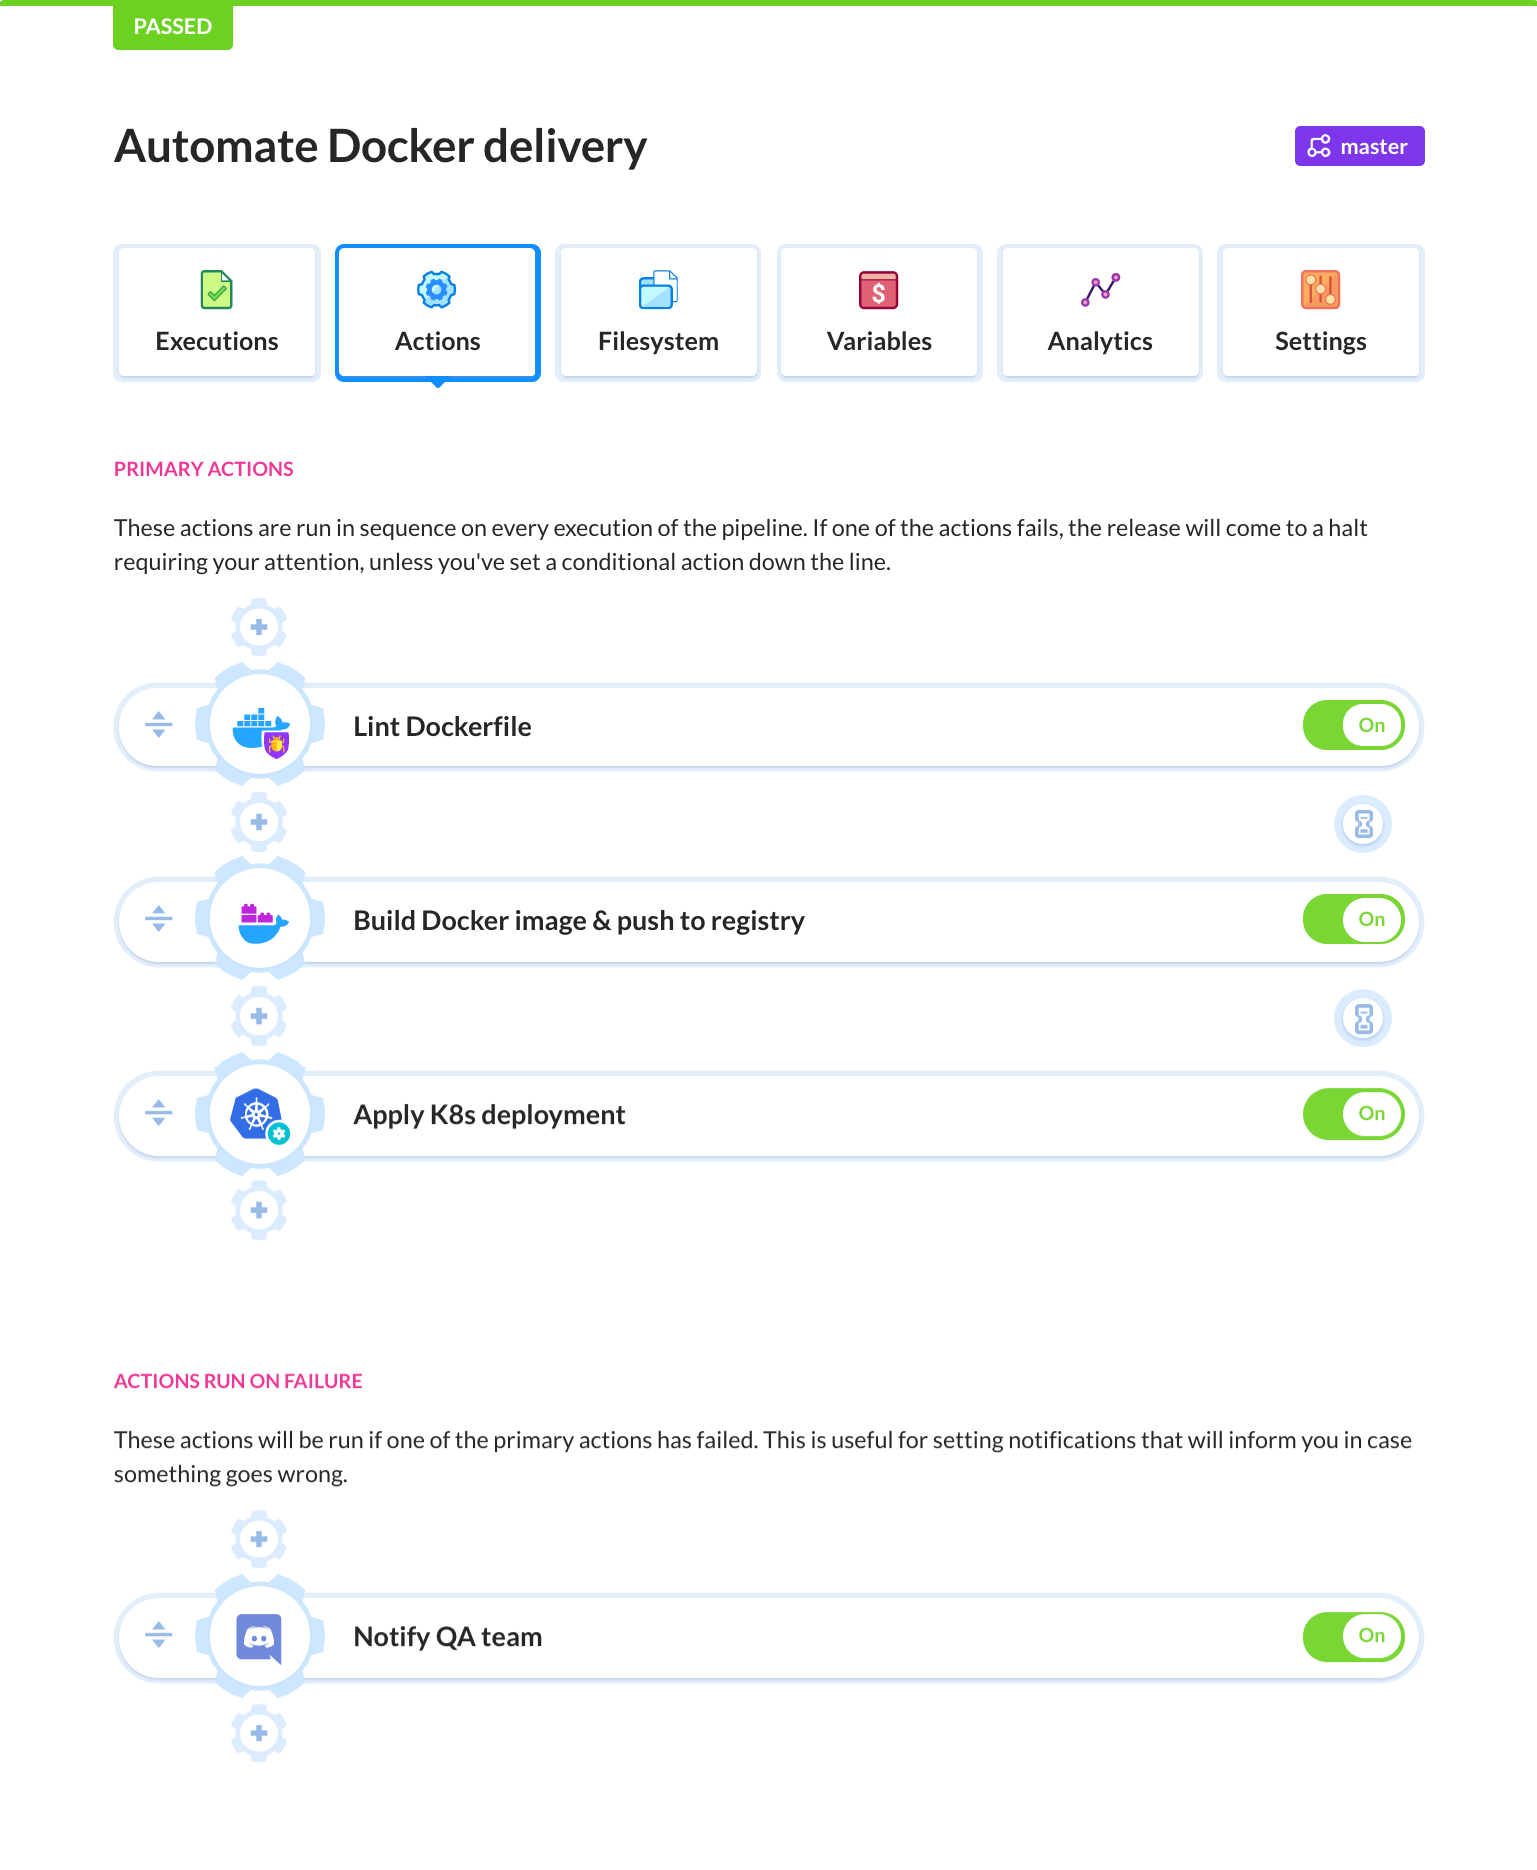 PASSED
Automate Docker delivery
master
Executions
Actions
Filesystem
$
Variables
Analytics
Settings
PRIMARY ACTIONS
These actions are run in sequence on every execution of the pipeline. If one of the actions fails, the release will come to a halt
requiring your attention, unless you've set a conditional action down the line.
Lint Dockerfile
On
Build Docker image & push to registry
On
Apply K8s deployment
On
ACTIONS RUN ON FAILURE
These actions will be run if one of the primary actions has failed. This is useful for setting notifications that will inform you in case
something goes wrong.
Notify QA team
On